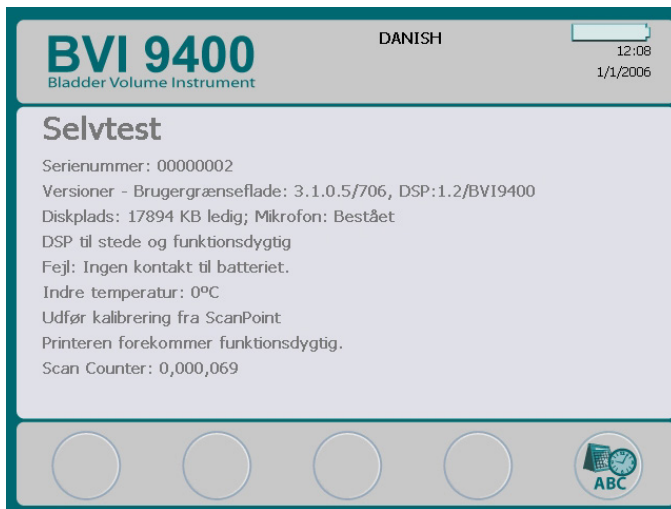 BVI 9400
Bladder Volume Instrument
DANISH
12:08
1/1/2006
Selvtest
Serienummer: 00000002
Versioner - Brugergrænseflade: 3.1.0.5/706, DSP:1.2/BVI9400
Diskplads: 17894 KB ledig; Mikrofon: Bestået
DSP til stede og funktionsdygtig
Fejl: Ingen kontakt til batteriet.
Indre temperatur: 0ºC
Udfør kalibrering fra ScanPoint
Printeren forekommer funktionsdygtig.
Scan Counter: 0,000,069
ABC